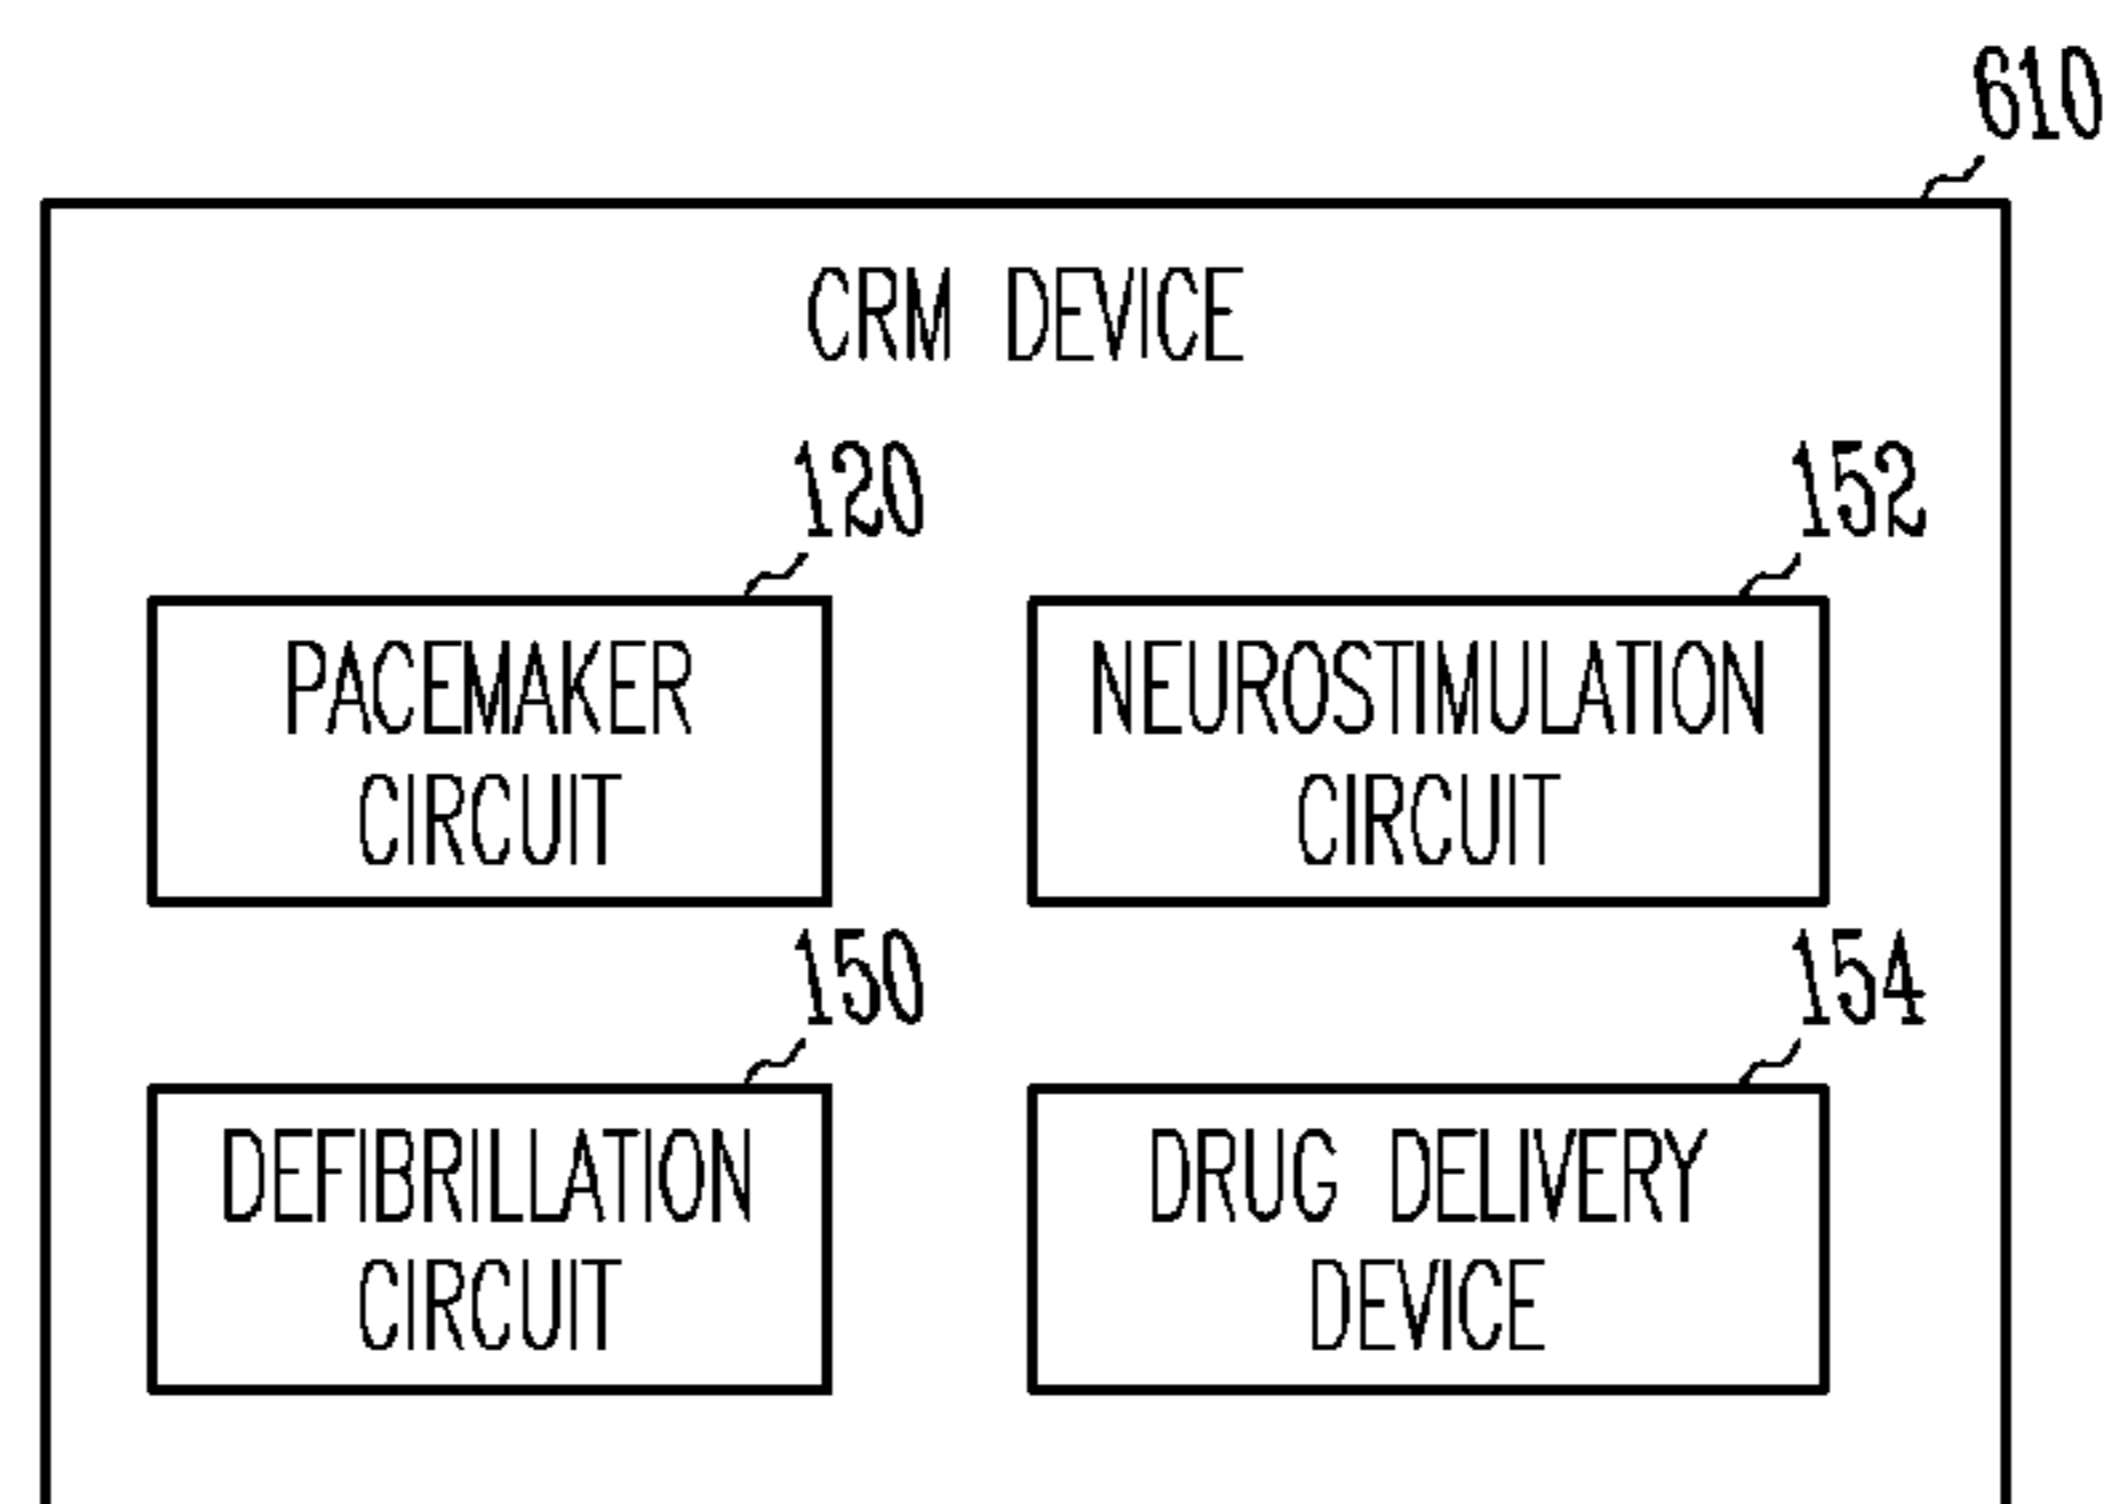 610
CRM DEVICE
120
152
PACEMAKER
CIRCUIT
NEUROSTIMULATION
CIRCUIT
150
154
DEFIBRILLATION
CIRCUIT
DRUG DELIVERY
DEVICE